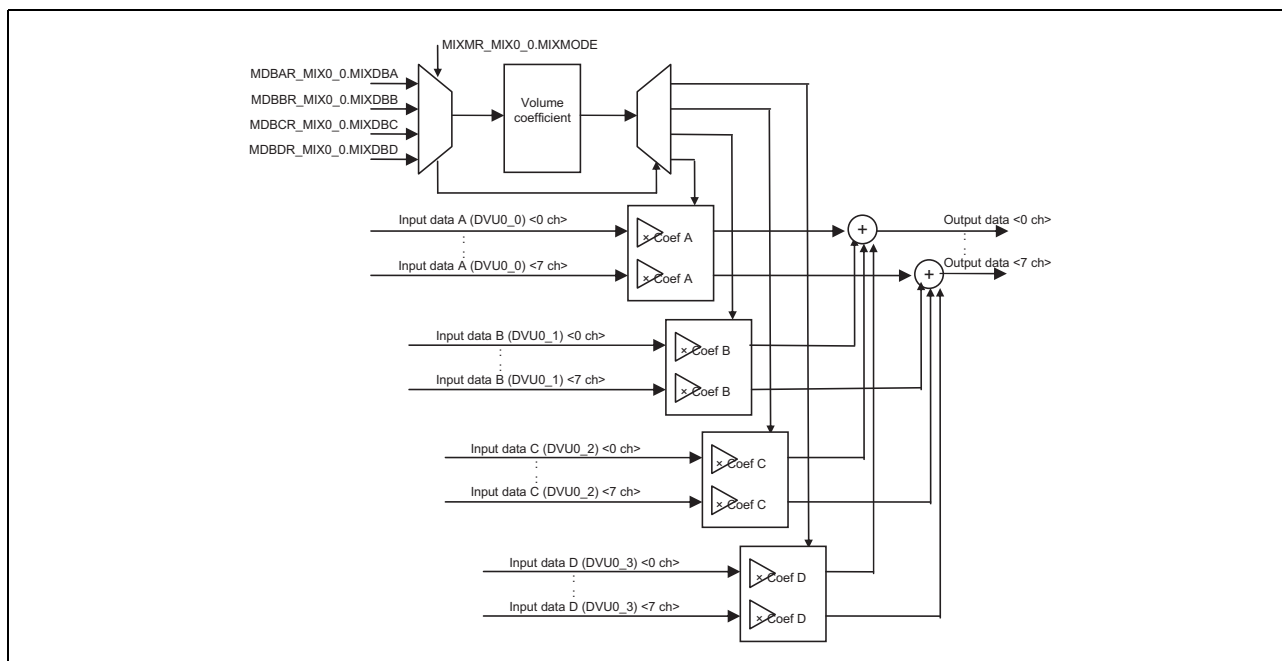 MIXMR_MIX0_0.MIXMODE
MDBAR_MIX0_0.MIXDBA
MDBBR_MIX0_0.MIXDBB
MDBCR_MIX0_0.MIXDBC
MDBDR_MIX0_0.MIXDBD
Volume
coefficient
Input data A (DVU0_0) <0 ch>
× Coef A
+
Output data <0 ch>
Input data A (DVU0_0) <7 ch>
× Coef A
+
Output data <7 ch>
Input data B (DVU0_1) <0 ch>
× Coef B
Input data B (DVU0_1) <7 ch>
× Coef B
Input data C (DVU0_2) <0 ch>
× Coef C
Input data C (DVU0_2) <7 ch>
× Coef C
Input data D (DVU0_3) <0 ch>
× Coef D
Input data D (DVU0_3) <7 ch>
× Coef D